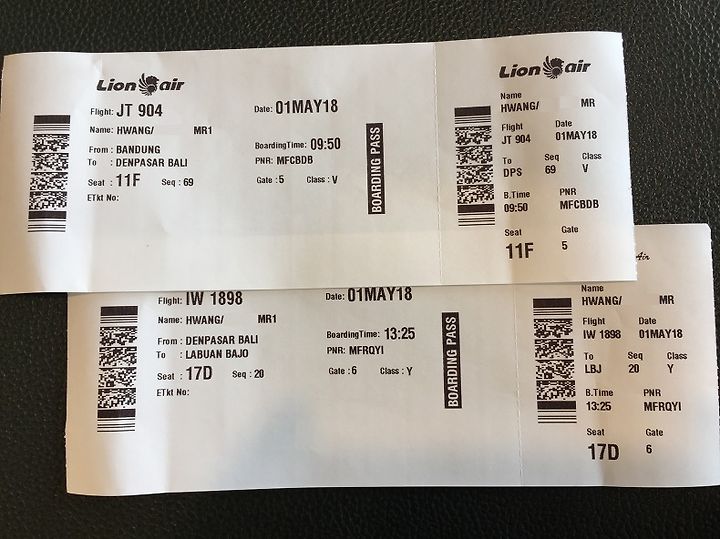 Lion air
Flight: JT 904 Date: 01MAY18
Name: HWANG/ MR1
From : BANDUNG BoardingTime: 09:50
To : DENPASAR BALI PNR: MFCBDB
Seat : 11F Seq : 69 Gate : 5 Class : V
ETkt No:
BOARDING PASS
Lion air
Name
HWANG/ MR
Flight Date
JT 904 01MAY18
To Seq Class
DPS 69 V
B.Time PNR
09:50 MFCBDB
Seat Gate
11F 5
Flight: IW 1898 Date: 01MAY18
Name: HWANG/ MR1
From : DENPASAR BALI BoardingTime: 13:25
To : LABUAN BAJO PNR: MFRQYI
Seat : 17D Seq : 20 Gate : 6 Class : Y
ETkt No:
BOARDING PASS
Air
Name
HWANG/ MR
Flight Date
IW 1898 01MAY18
To Seq Class
LBJ 20 Y
B.Time PNR
13:25 MFRQYI
Seat Gate
17D 6